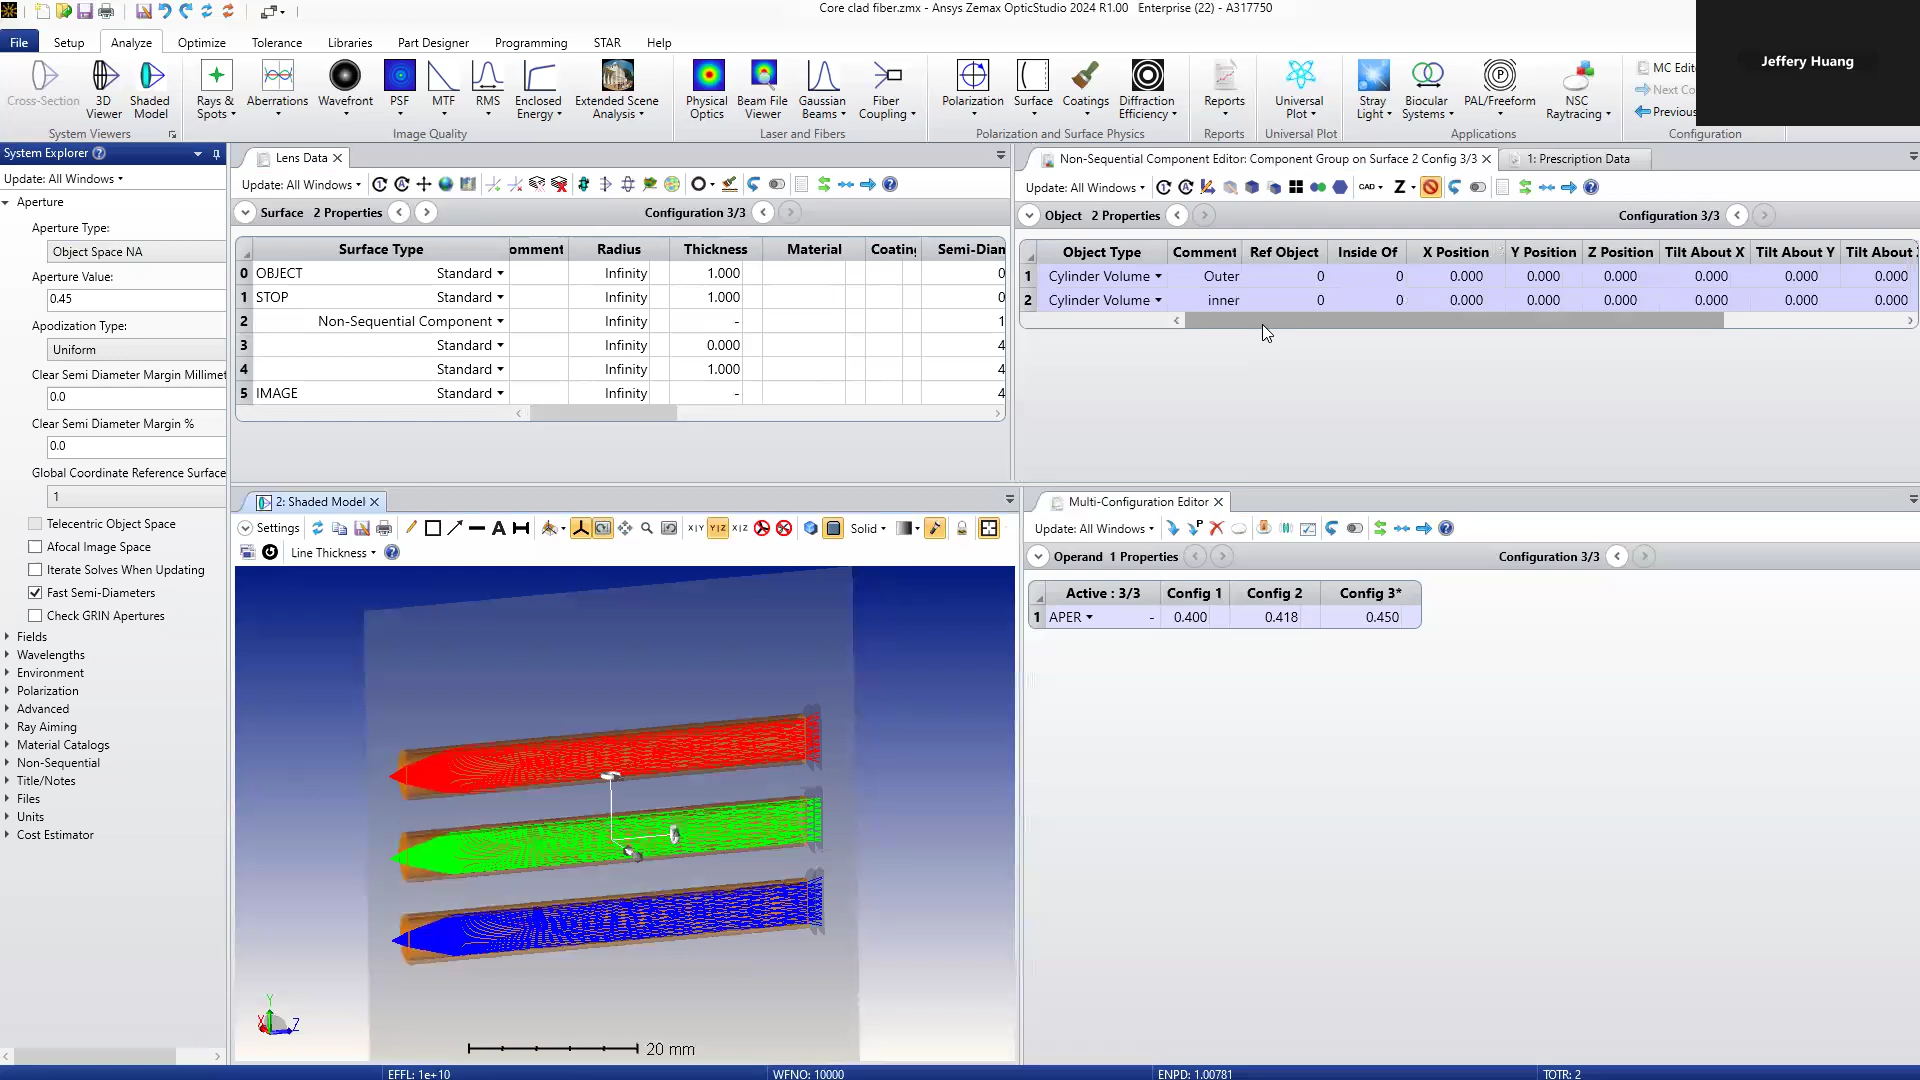 Core clad fiber.zmx - Ansys Zemax OpticStudio 2024 R1.00   Enterprise (22) - A317750
Jeffery Huang
File Setup Analyze Optimize Tolerance Libraries Part Designer Programming STAR Help
Cross-Section 3D Viewer Shaded Model Rays & Spots Aberrations Wavefront PSF MTF RMS Enclosed Energy Extended Scene Analysis Physical Optics Beam File Viewer Gaussian Beams Fiber Coupling Polarization Surface Coatings Diffraction Efficiency Reports Universal Plot Stray Light Biocular Systems PAL/Freeform NSC Raytracing MC Edit
Next Co
Previous
System Viewers Image Quality Laser and Fibers Polarization and Surface Physics Reports Universal Plot Applications Configuration
System Explorer
Update: All Windows
Aperture
Aperture Type:
Object Space NA
Aperture Value:
0.45
Apodization Type:
Uniform
Clear Semi Diameter Margin Millimet
0.0
Clear Semi Diameter Margin %
0.0
Global Coordinate Reference Surface
1
Telecentric Object Space
Afocal Image Space
Iterate Solves When Updating
Fast Semi-Diameters
Check GRIN Apertures
Fields
Wavelengths
Environment
Polarization
Advanced
Ray Aiming
Material Catalogs
Non-Sequential
Title/Notes
Files
Units
Cost Estimator
Lens Data
Update: All Windows
Surface 2 Properties Configuration 3/3
Surface Type omment Radius Thickness Material Coating Semi-Diam
0 OBJECT Standard Infinity 1.000 0
1 STOP Standard Infinity 1.000 0
2 Non-Sequential Component Infinity - 1
3 Standard Infinity 0.000 4
4 Standard Infinity 1.000 4
5 IMAGE Standard Infinity - 4
Non-Sequential Component Editor: Component Group on Surface 2 Config 3/3 1: Prescription Data
Update: All Windows CAD Z
Object 2 Properties Configuration 3/3
Object Type Comment Ref Object Inside Of X Position Y Position Z Position Tilt About X Tilt About Y Tilt About
1 Cylinder Volume Outer 0 0 0.000 0.000 0.000 0.000 0.000 0.000
2 Cylinder Volume inner 0 0 0.000 0.000 0.000 0.000 0.000 0.000
2: Shaded Model
Settings A X|Y Y|Z X|Z Solid
Line Thickness
Y
X Z
20 mm
Multi-Configuration Editor
Update: All Windows
Operand 1 Properties Configuration 3/3
Active : 3/3 Config 1 Config 2 Config 3*
1 APER - 0.400 0.418 0.450
EFFL: 1e+10 WFNO: 10000 ENPD: 1.00781 TOTR: 2